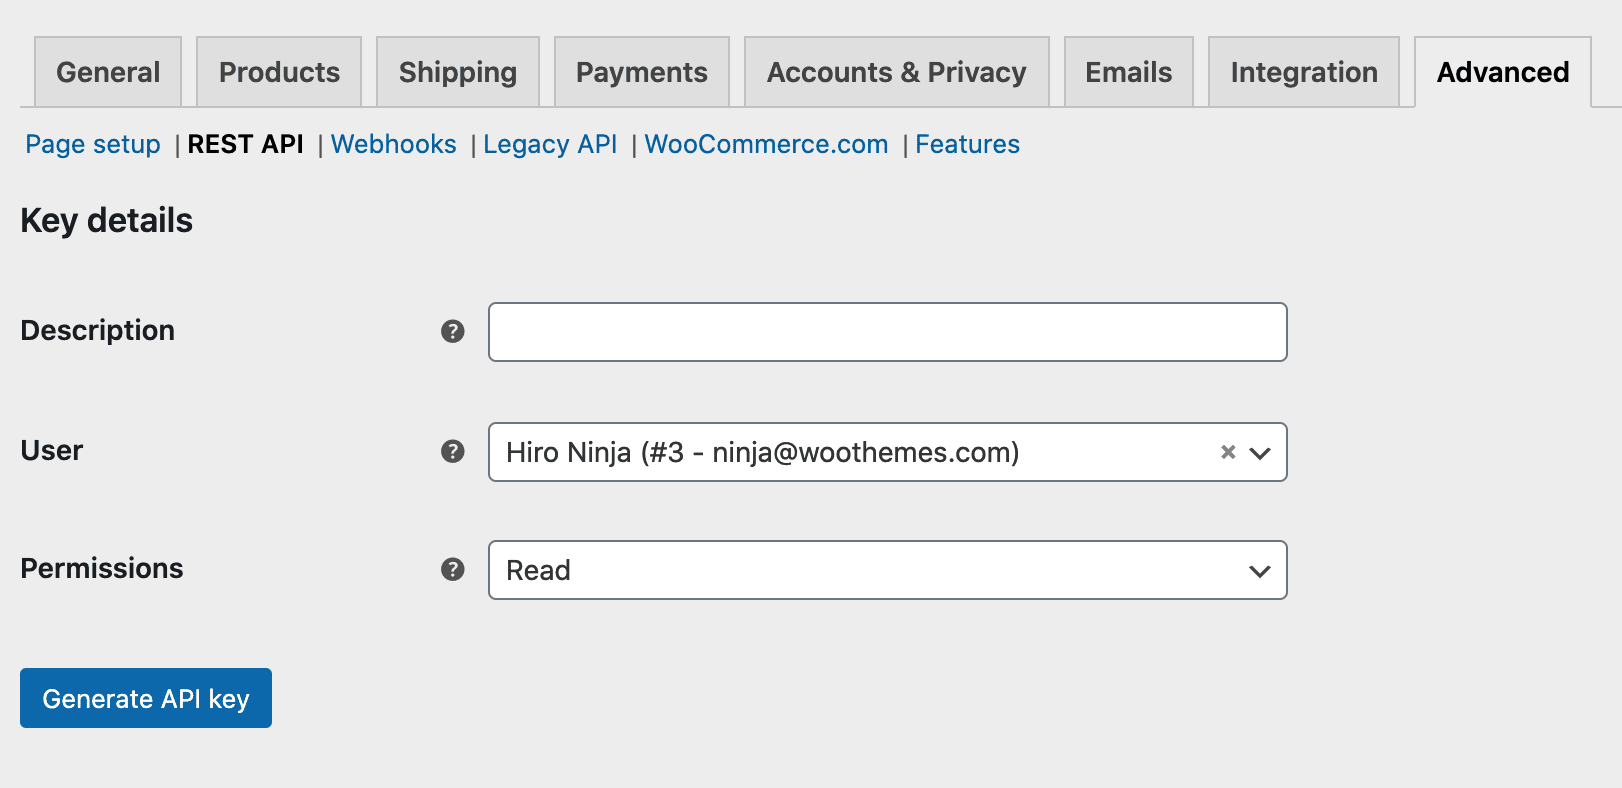 General Products Shipping Payments Accounts & Privacy Emails Integration Advanced
Page setup | REST API | Webhooks | Legacy API | WooCommerce.com | Features
Key details
Description ?
User ? Hiro Ninja (#3 - ninja@woothemes.com) ×
Permissions ? Read
Generate API key